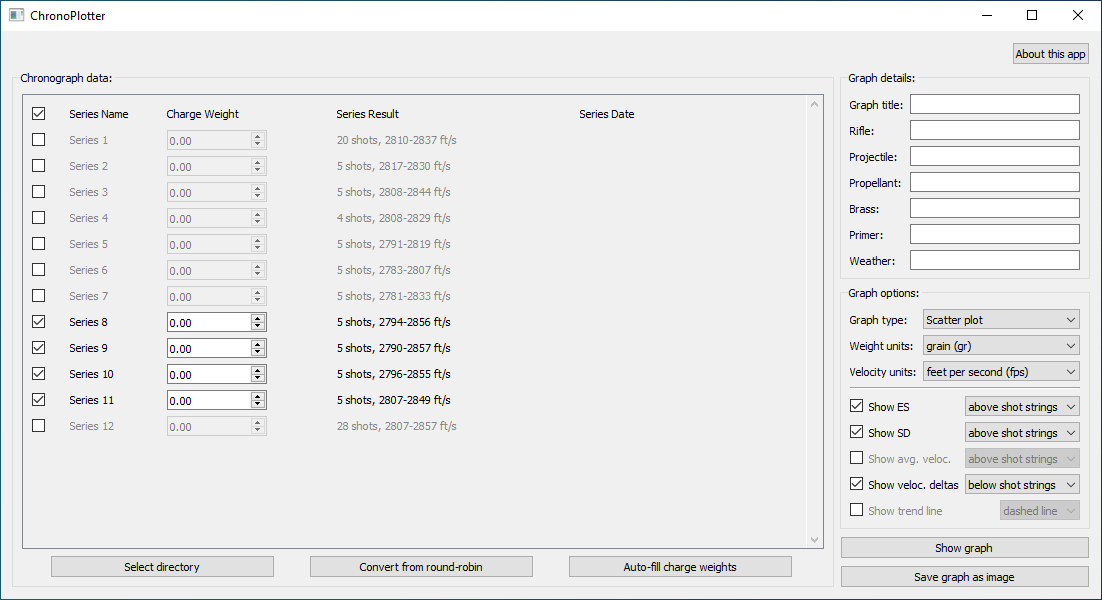 ChronoPlotter
About this app
Chronograph data:
Series Name Charge Weight Series Result Series Date
Series 1 0.00 20 shots, 2810-2837 ft/s
Series 2 0.00 5 shots, 2817-2830 ft/s
Series 3 0.00 5 shots, 2808-2844 ft/s
Series 4 0.00 4 shots, 2808-2829 ft/s
Series 5 0.00 5 shots, 2791-2819 ft/s
Series 6 0.00 5 shots, 2783-2807 ft/s
Series 7 0.00 5 shots, 2781-2833 ft/s
Series 8 0.00 5 shots, 2794-2856 ft/s
Series 9 0.00 5 shots, 2790-2857 ft/s
Series 10 0.00 5 shots, 2796-2855 ft/s
Series 11 0.00 5 shots, 2807-2849 ft/s
Series 12 0.00 28 shots, 2807-2857 ft/s
Select directory
Convert from round-robin
Auto-fill charge weights
Graph details:
Graph title:
Rifle:
Projectile:
Propellant:
Brass:
Primer:
Weather:
Graph options:
Graph type: Scatter plot
Weight units: grain (gr)
Velocity units: feet per second (fps)
Show ES above shot strings
Show SD above shot strings
Show avg. veloc. above shot strings
Show veloc. deltas below shot strings
Show trend line dashed line
Show graph
Save graph as image